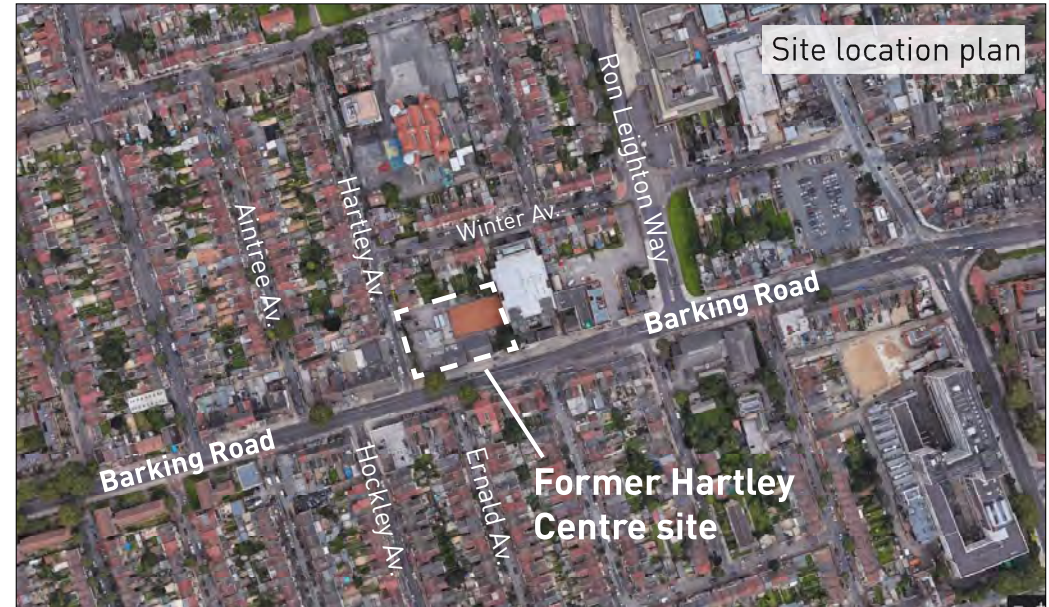 Site location plan
Ron Leighton Way
Hartley Av.
Aintree Av.
Winter Av.
Barking Road
Barking Road
Hockley Av.
Ernald Av.
Former Hartley
Centre site